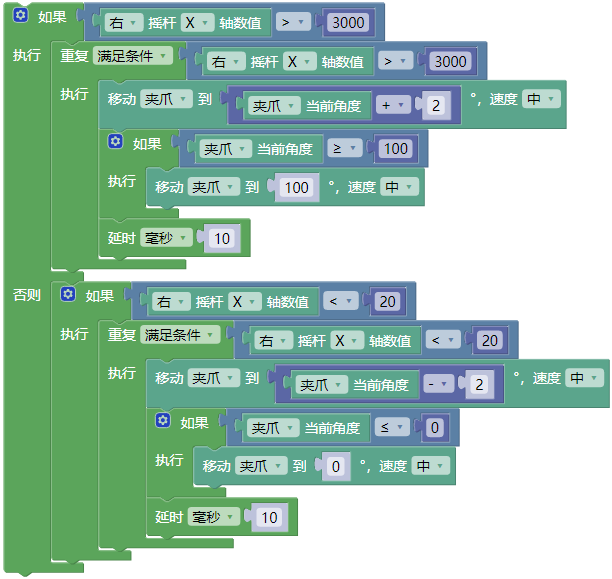 如果 右 摇杆 X 轴数值 > 3000
执行 重复 满足条件 右 摇杆 X 轴数值 > 3000
执行 移动 夹爪 到 夹爪 当前角度 + 2 °，速度 中
如果 夹爪 当前角度 ≥ 100
执行 移动 夹爪 到 100 °，速度 中
延时 毫秒 10
否则 如果 右 摇杆 X 轴数值 < 20
执行 重复 满足条件 右 摇杆 X 轴数值 < 20
执行 移动 夹爪 到 夹爪 当前角度 - 2 °，速度 中
如果 夹爪 当前角度 ≤ 0
执行 移动 夹爪 到 0 °，速度 中
延时 毫秒 10